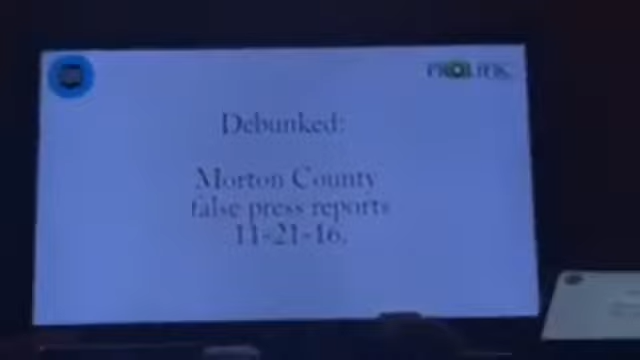 Debunked:
Morton County
false press reports
11-21-16.